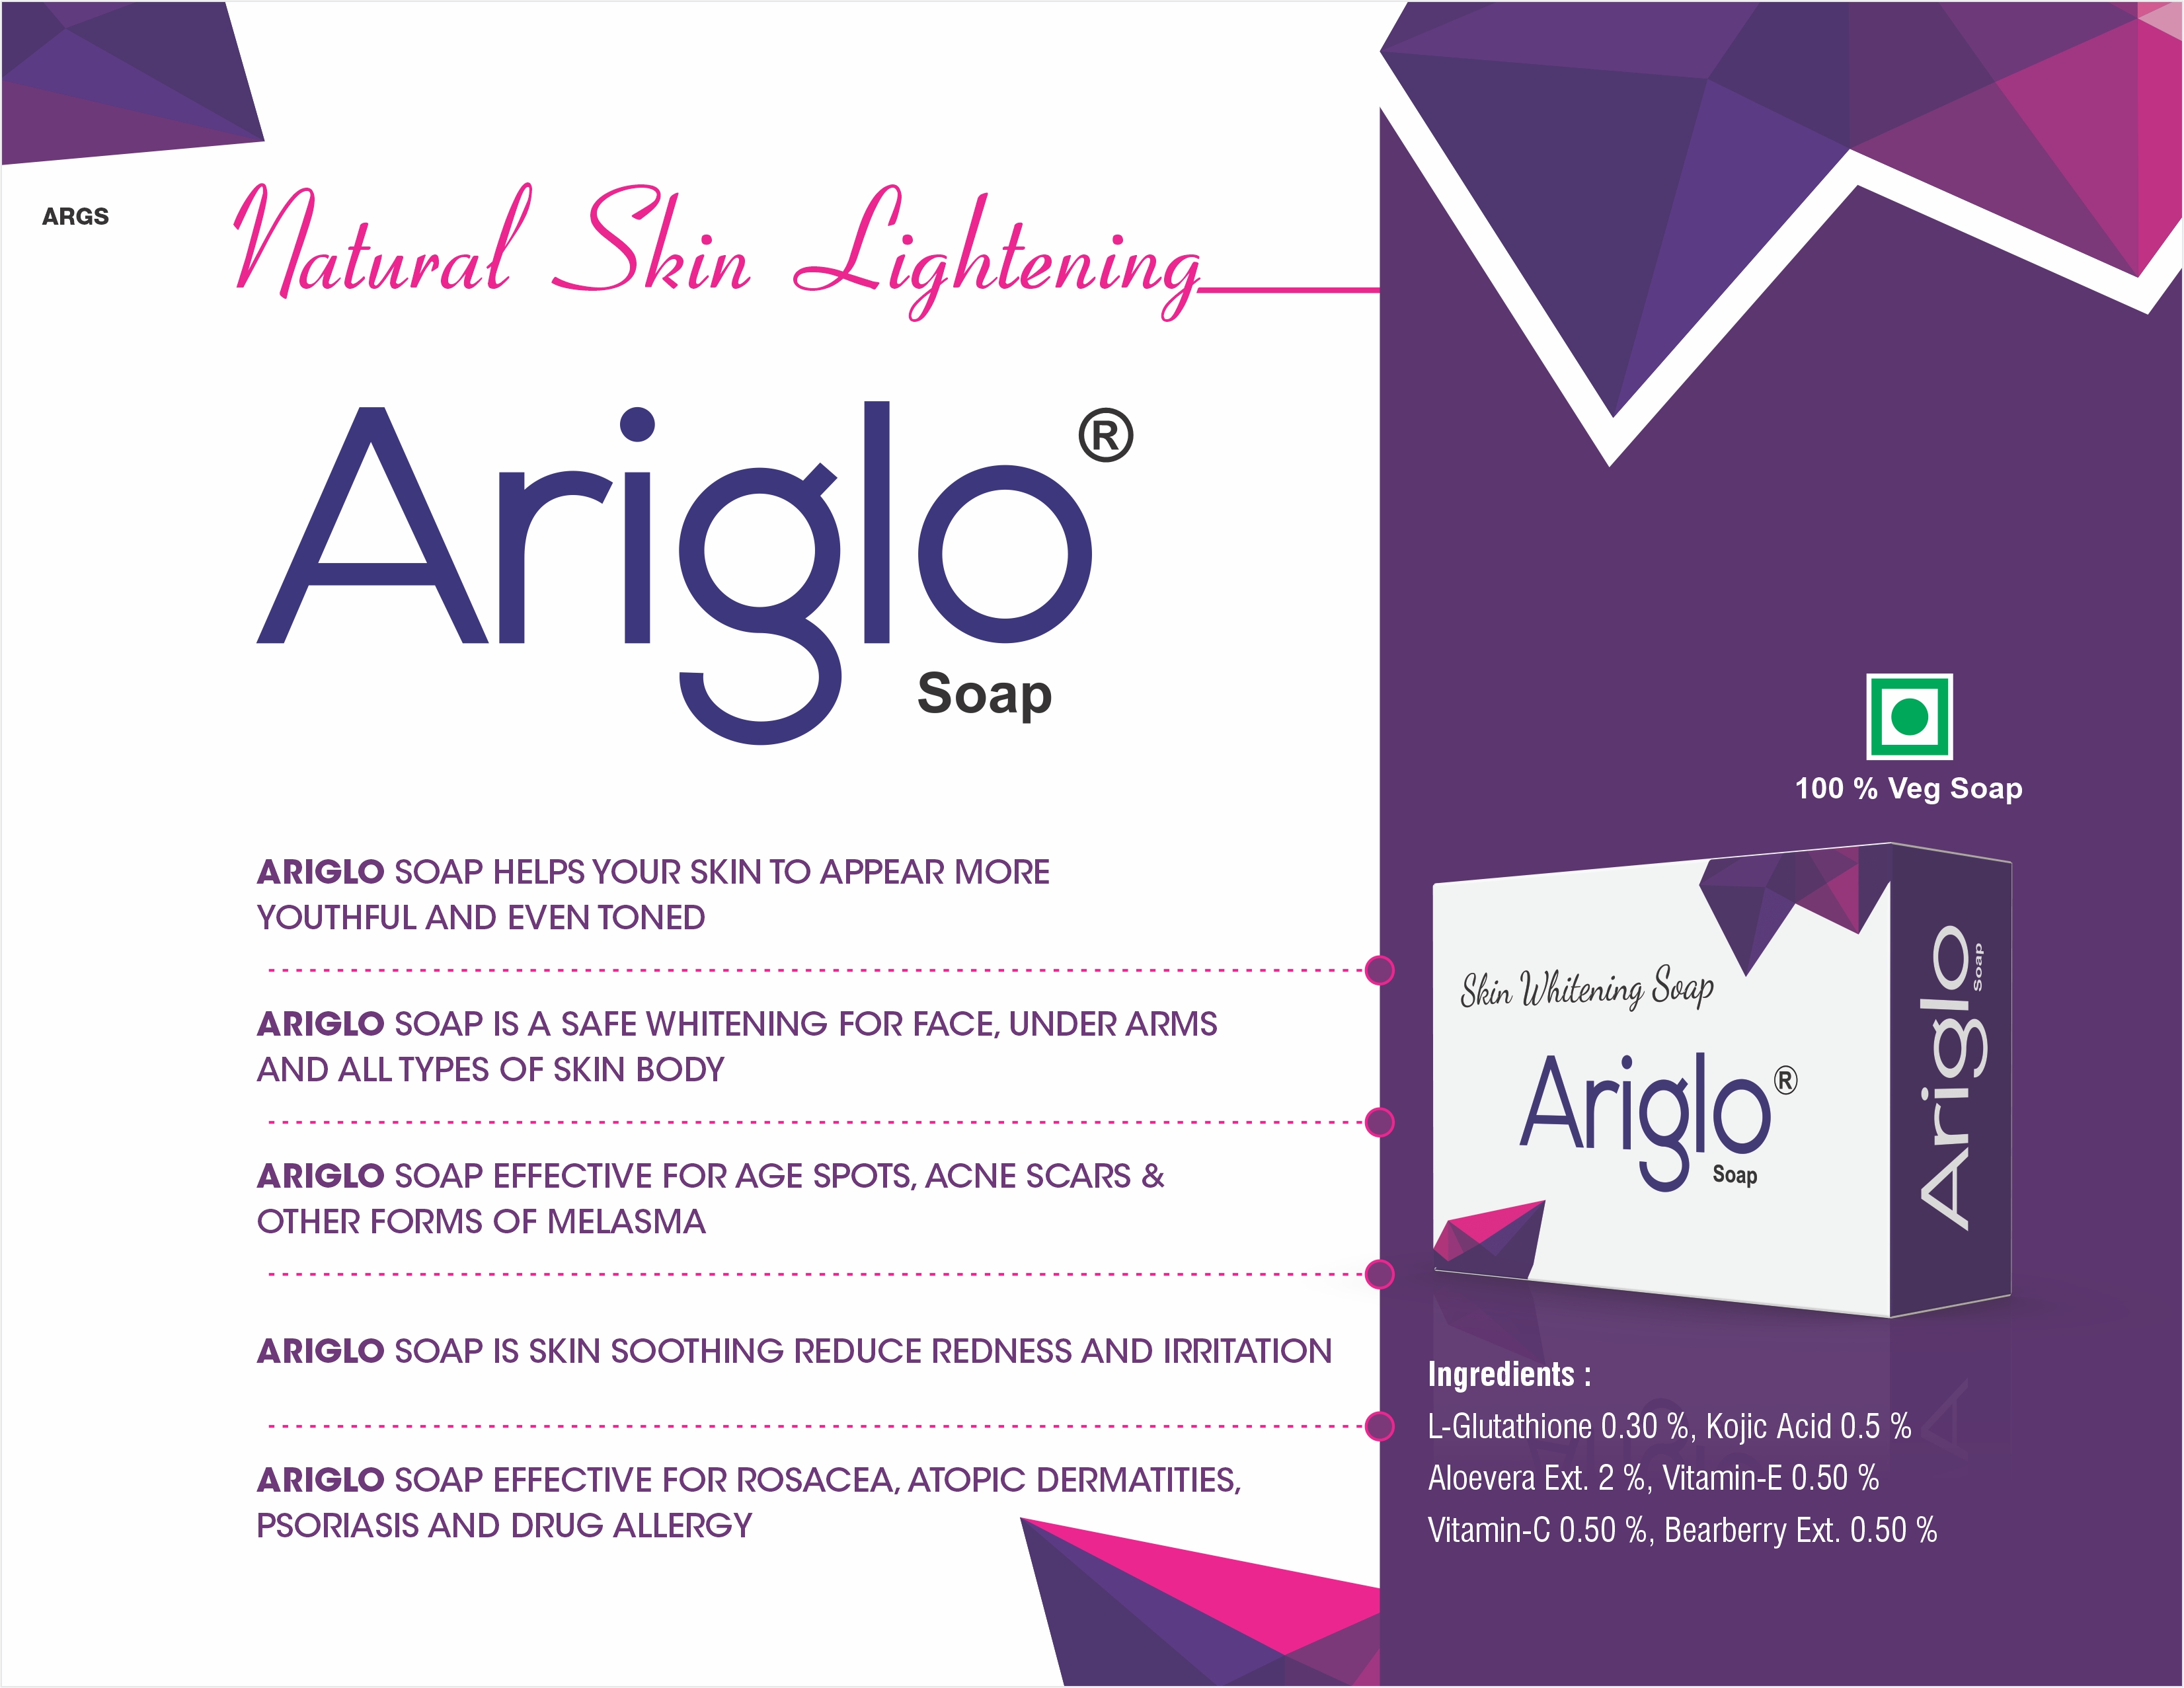 ARGS
Natural Skin Lightening
Ariglo®
Soap
ARIGLO SOAP HELPS YOUR SKIN TO APPEAR MORE
YOUTHFUL AND EVEN TONED
ARIGLO SOAP IS A SAFE WHITENING FOR FACE, UNDER ARMS
AND ALL TYPES OF SKIN BODY
ARIGLO SOAP EFFECTIVE FOR AGE SPOTS, ACNE SCARS &
OTHER FORMS OF MELASMA
ARIGLO SOAP IS SKIN SOOTHING REDUCE REDNESS AND IRRITATION
ARIGLO SOAP EFFECTIVE FOR ROSACEA, ATOPIC DERMATITIES,
PSORIASIS AND DRUG ALLERGY
100 % Veg Soap
Skin Whitening Soap
Ariglo®
Soap
Ariglo
Soap
Ingredients :
L-Glutathione 0.30 %, Kojic Acid 0.5 %
Aloevera Ext. 2 %, Vitamin-E 0.50 %
Vitamin-C 0.50 %, Bearberry Ext. 0.50 %